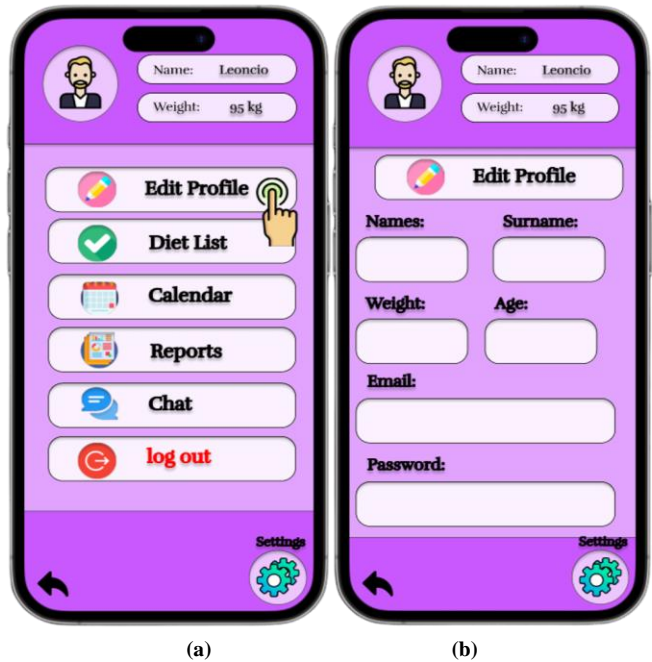 Name: Leoncio
Weight: 95 kg
Edit Profile
Diet List
Calendar
Reports
Chat
log out
Settings
(a)
Name: Leoncio
Weight: 95 kg
Edit Profile
Names: Surname:
Weight: Age:
Email:
Password:
Settings
(b)